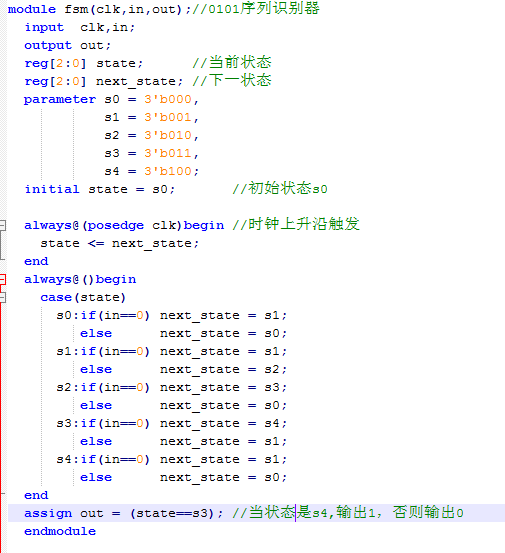 module fsm(clk,in,out);//0101序列识别器
input clk,in;
output out;
reg[2:0] state; //当前状态
reg[2:0] next_state; //下一状态
parameter s0 = 3'b000,
s1 = 3'b001,
s2 = 3'b010,
s3 = 3'b011,
s4 = 3'b100;
initial state = s0; //初始状态s0
always@(posedge clk)begin //时钟上升沿触发
state <= next_state;
end
always@()begin
case(state)
s0:if(in==0) next_state = s1;
else next_state = s0;
s1:if(in==0) next_state = s1;
else next_state = s2;
s2:if(in==0) next_state = s3;
else next_state = s0;
s3:if(in==0) next_state = s4;
else next_state = s1;
s4:if(in==0) next_state = s1;
else next_state = s0;
end
assign out = (state==s3); //当状态是s4,输出1，否则输出0
endmodule